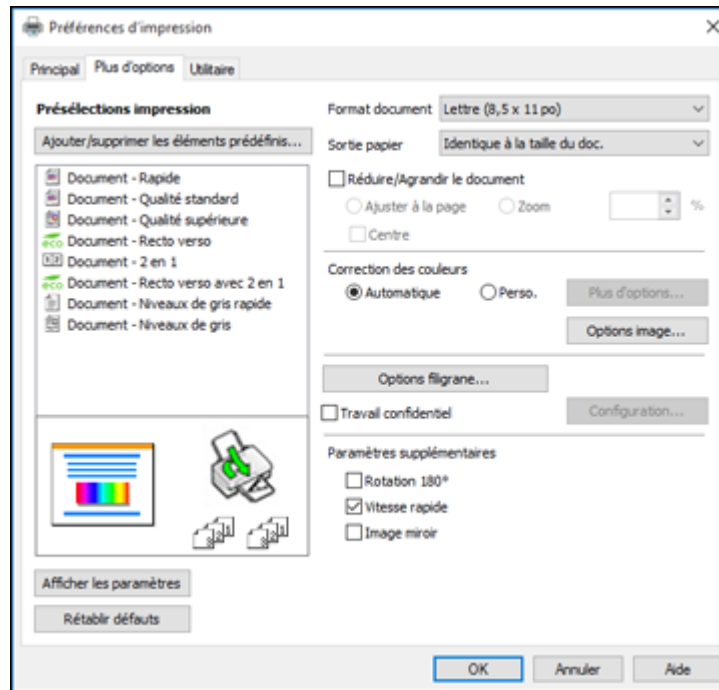 Préférences d'impression
Principal Plus d'options Utilitaire
Présélections impression
Ajouter/supprimer les éléments prédéfinis...
Document - Rapide
Document - Qualité standard
Document - Qualité supérieure
eco Document - Recto verso
Document - 2 en 1
eco Document - Recto verso avec 2 en 1
Document - Niveaux de gris rapide
Document - Niveaux de gris
Afficher les paramètres
Rétablir défauts
Format document Lettre (8,5 x 11 po)
Sortie papier Identique à la taille du doc.
Réduire/Agrandir le document
Ajuster à la page Zoom %
Centre
Correction des couleurs
Automatique Perso. Plus d'options...
Options image...
Options filigrane...
Travail confidentiel Configuration...
Paramètres supplémentaires
Rotation 180°
Vitesse rapide
Image miroir
OK Annuler Aide